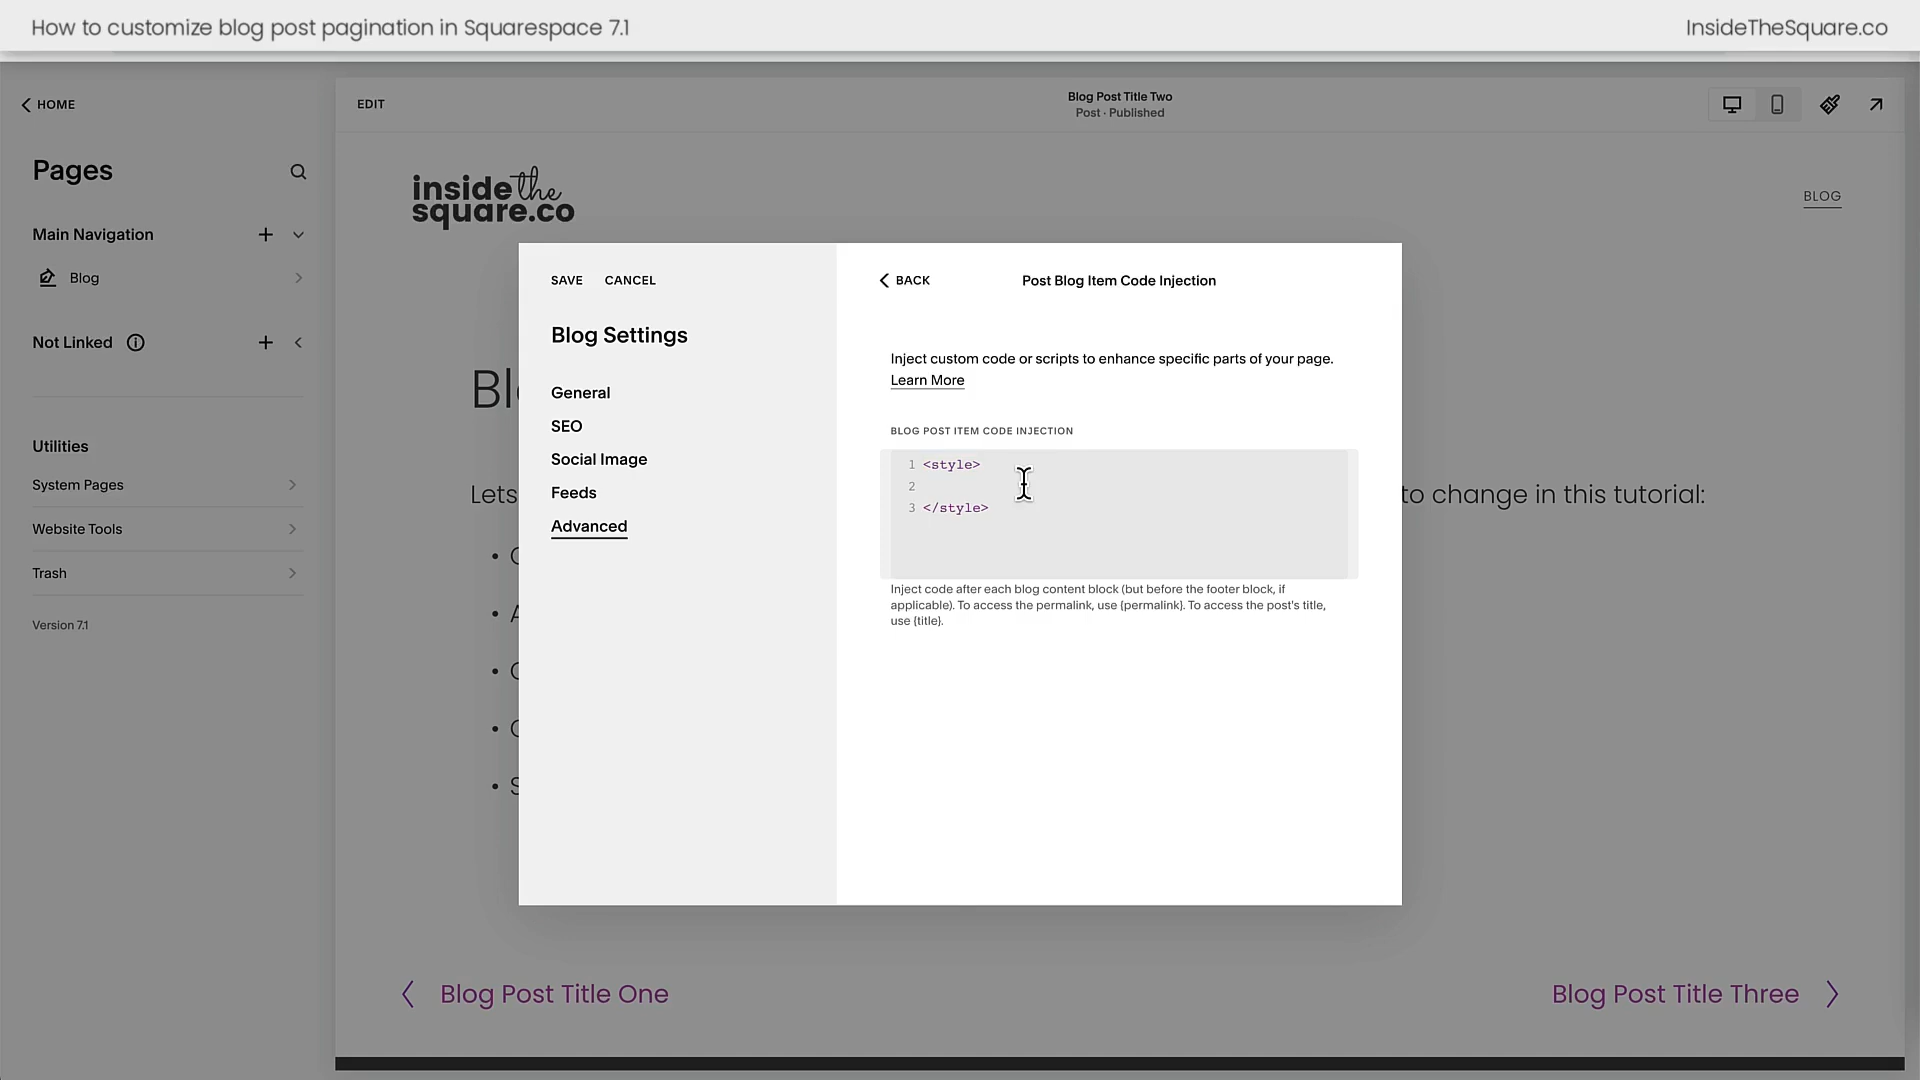 How to customize blog post pagination in Squarespace 7.1
InsideTheSquare.co
HOME
EDIT
Blog Post Title Two
Post · Published
Pages
Main Navigation
Blog
Not Linked
Utilities
System Pages
Website Tools
Trash
Version 7.1
inside the
square.co
BLOG
SAVE CANCEL
Blog Settings
General
SEO
Social Image
Feeds
Advanced
BACK
Post Blog Item Code Injection
Inject custom code or scripts to enhance specific parts of your page.
Learn More
BLOG POST ITEM CODE INJECTION
1 <style>
2
3 </style>
Inject code after each blog content block (but before the footer block, if
applicable). To access the permalink, use {permalink}. To access the post's title,
use {title}.
Bl
Lets
to change in this tutorial:
Blog Post Title One
Blog Post Title Three